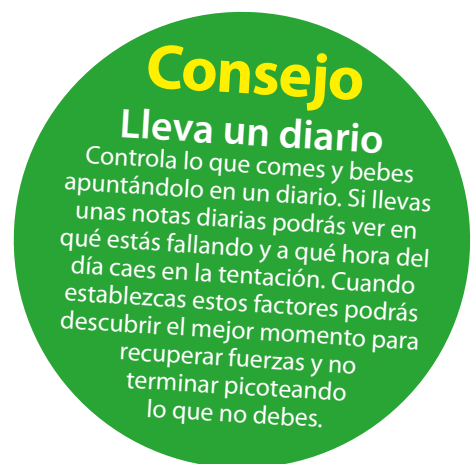 Consejo
Lleva un diario
Controla lo que comes y bebes
apuntándolo en un diario. Si llevas
unas notas diarias podrás ver en
qué estás fallando y a qué hora del
día caes en la tentación. Cuando
establezcas estos factores podrás
descubrir el mejor momento para
recuperar fuerzas y no
terminar picoteando
lo que no debes.